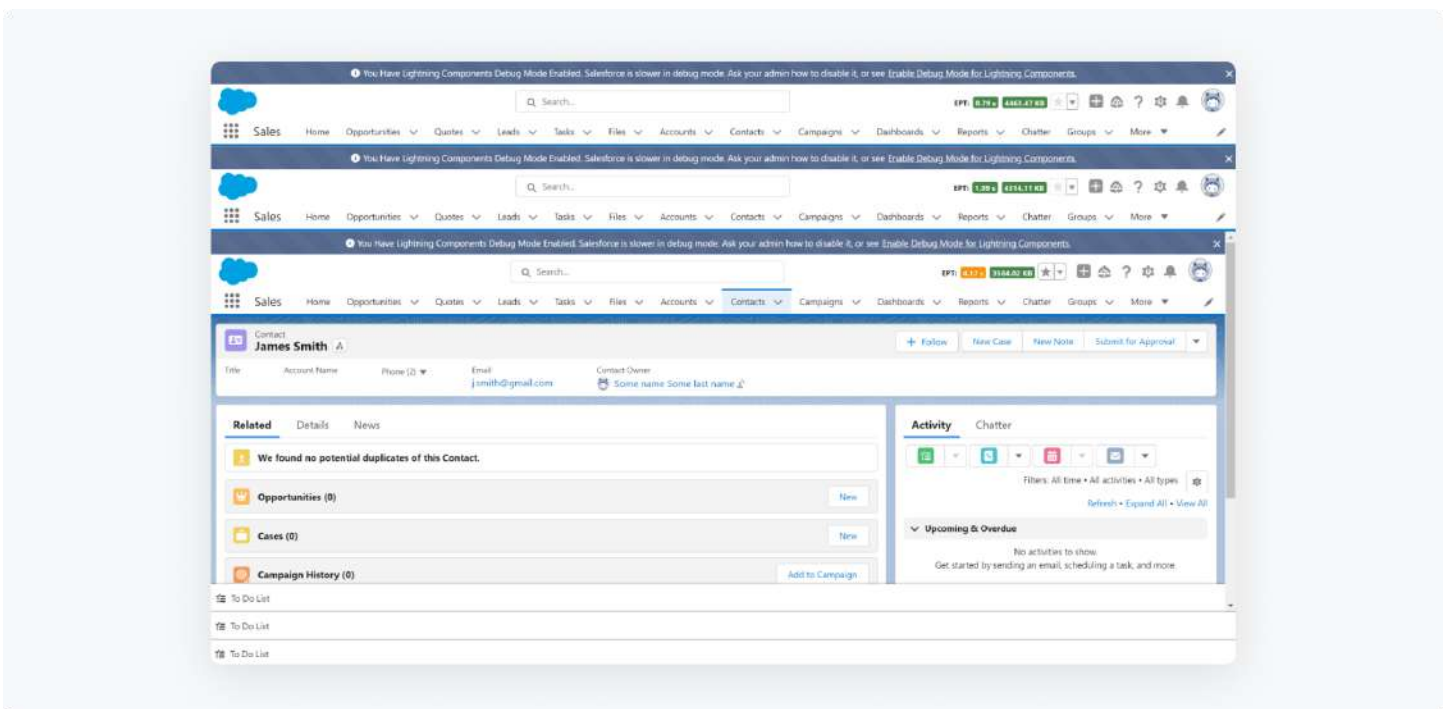 You Have Lightning Components Debug Mode Enabled. Salesforce is slower in debug mode. Ask your admin how to disable it, or see Enable Debug Mode for Lightning Components.
Search... EPT: 0.79 s 4463.47 KB
Sales Home Opportunities Quotes Leads Tasks Files Accounts Contacts Campaigns Dashboards Reports Chatter Groups More
You Have Lightning Components Debug Mode Enabled. Salesforce is slower in debug mode. Ask your admin how to disable it, or see Enable Debug Mode for Lightning Components.
Search... EPT: KB
Sales Home Opportunities Quotes Leads Tasks Files Accounts Contacts Campaigns Dashboards Reports Chatter Groups More
You Have Lightning Components Debug Mode Enabled. Salesforce is slower in debug mode. Ask your admin how to disable it, or see Enable Debug Mode for Lightning Components.
Search... EPT: KB
Sales Home Opportunities Quotes Leads Tasks Files Accounts Contacts Campaigns Dashboards Reports Chatter Groups More
Contact
James Smith + Follow New Case New Note Submit for Approval
Title Account Name Phone (2) Email Contact Owner
j.smith@gmail.com Some name Some last name
Related Details News Activity Chatter
We found no potential duplicates of this Contact.
Filters: All time • All activities • All types
Opportunities (0) New
Refresh • Expand All • View All
Upcoming & Overdue
Cases (0) New
No activities to show.
Get started by sending an email, scheduling a task, and more.
Campaign History (0) Add to Campaign
To Do List
To Do List
To Do List